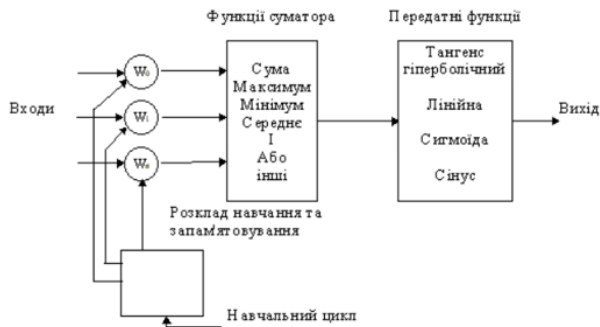 Функції суматора
Передатні функції
Входи
W₀
W₁
Wₙ
Сума
Максимум
Мінімум
Середнє
І
Або
інші
Тангенс
гіперболічний
Лінійна
Сигмоїда
Сінус
Вихід
Розклад навчання та
запам'ятовування
Навчальний цикл